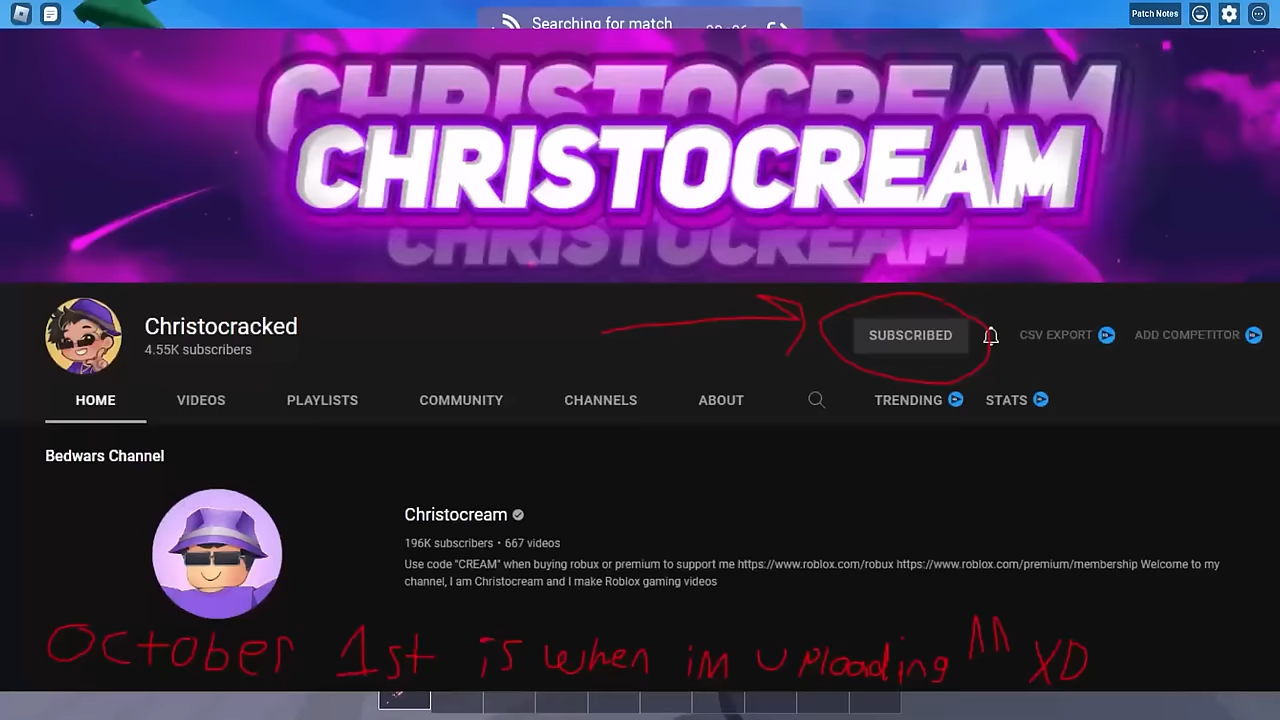 Patch Notes
Searching for match
CHRISTOCREAM
CHRISTOCREAM
CHRISTOCREAM
Christocracked
4.55K subscribers
SUBSCRIBED
CSV EXPORT
ADD COMPETITOR
HOME VIDEOS PLAYLISTS COMMUNITY CHANNELS ABOUT TRENDING STATS
Bedwars Channel
Christocream
196K subscribers • 667 videos
Use code "CREAM" when buying robux or premium to support me https://www.roblox.com/robux https://www.roblox.com/premium/membership Welcome to my
channel, I am Christocream and I make Roblox gaming videos
October 1st is when im uploading ^^ XD